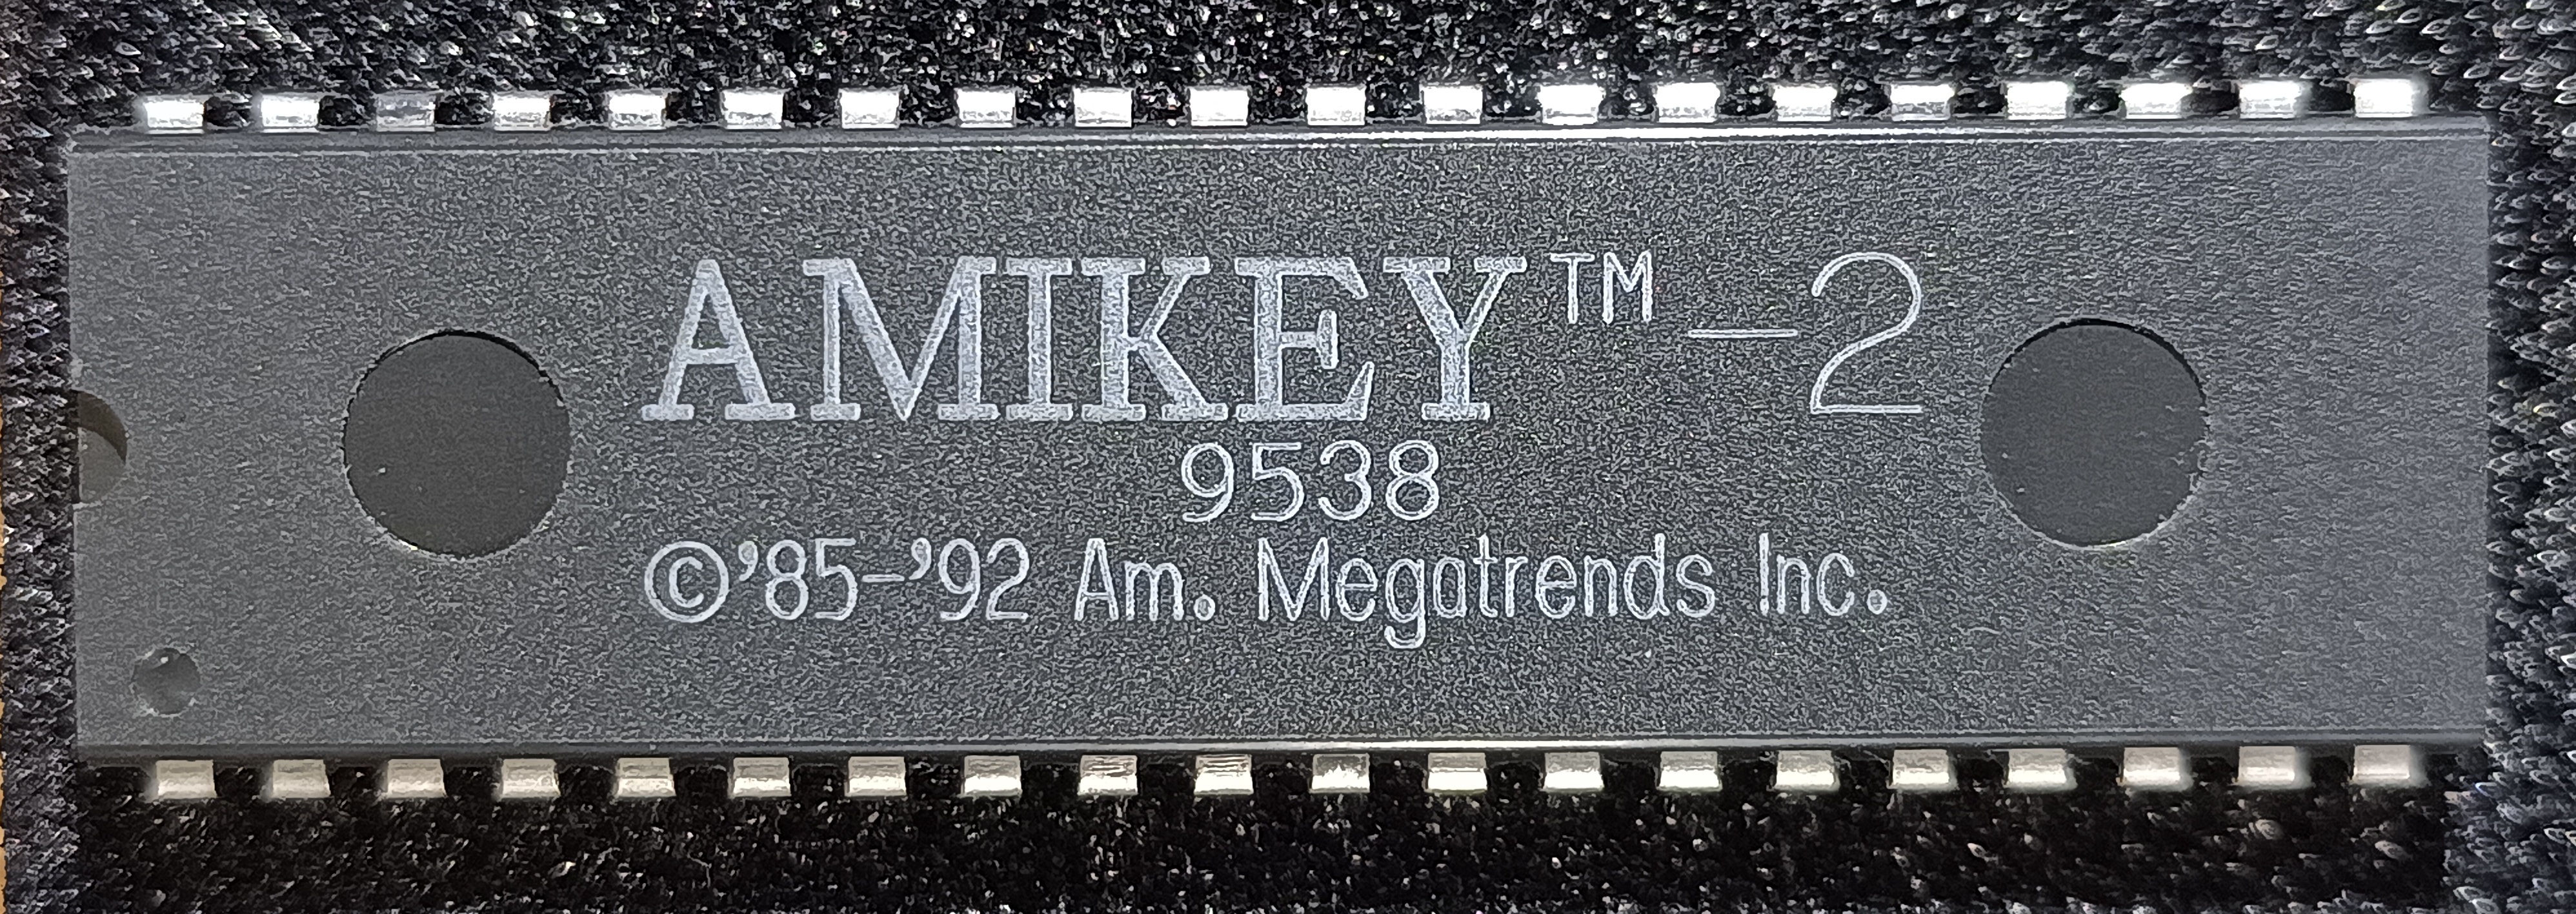 AMIKEY™-2
9538
©'85-'92 Am. Megatrends Inc.